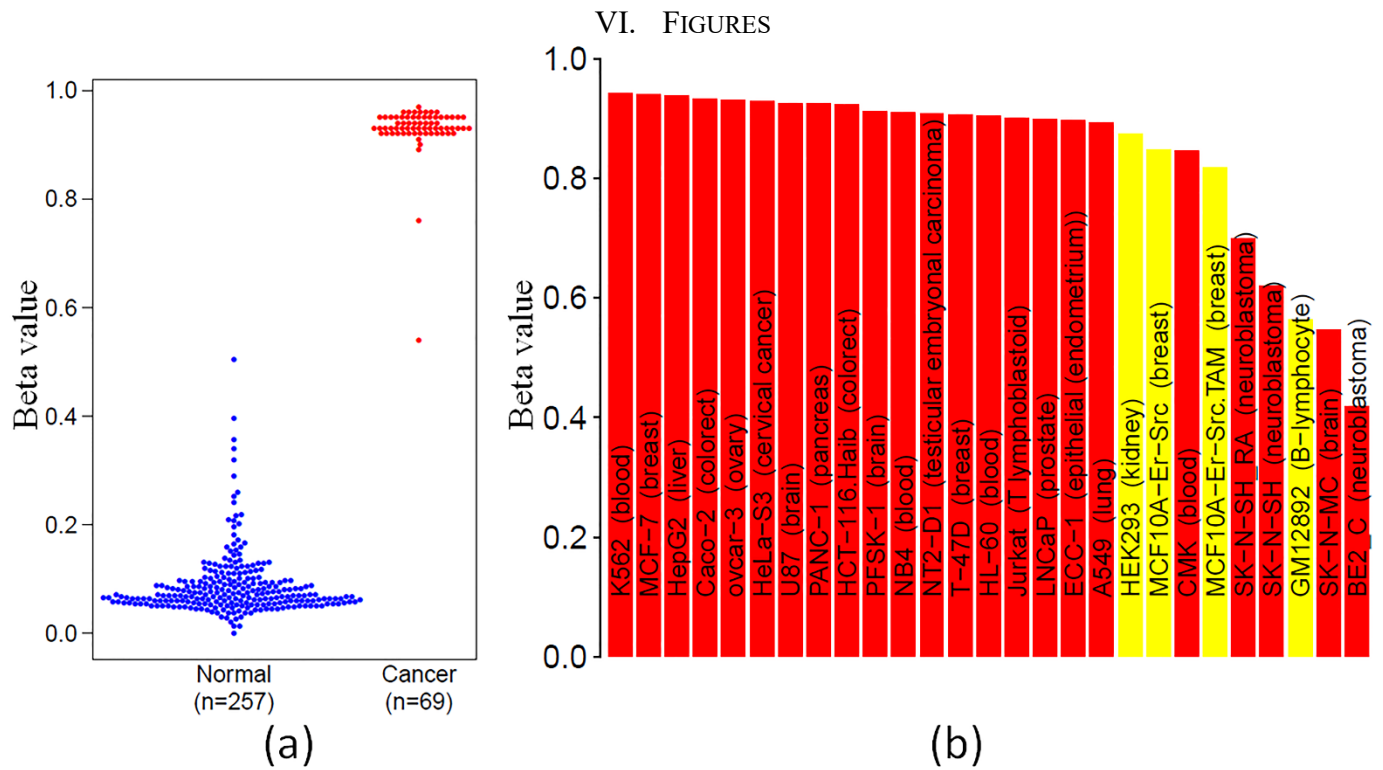 VI. FIGURES
1.0
0.8
0.6
0.4
0.2
0.0
Beta value
Normal
(n=257)
Cancer
(n=69)
(a)
1.0
0.8
0.6
0.4
0.2
0.0
Beta value
K562 (blood)
MCF−7 (breast)
HepG2 (liver)
Caco−2 (colorect)
ovcar−3 (ovary)
HeLa−S3 (cervical cancer)
U87 (brain)
PANC−1 (pancreas)
HCT−116.Haib (colorect)
PFSK−1 (brain)
NB4 (blood)
NT2−D1 (testicular embryonal carcinoma)
T−47D (breast)
HL−60 (blood)
Jurkat (T lymphoblastoid)
LNCaP (prostate)
ECC−1 (epithelial (endometrium))
A549 (lung)
HEK293 (kidney)
MCF10A−Er−Src (breast)
CMK (blood)
MCF10A−Er−Src.TAM (breast)
SK−N−SH_RA (neuroblastoma)
SK−N−SH (neuroblastoma)
GM12892 (B−lymphocyte)
SK−N−MC (brain)
BE2_C (neuroblastoma)
(b)